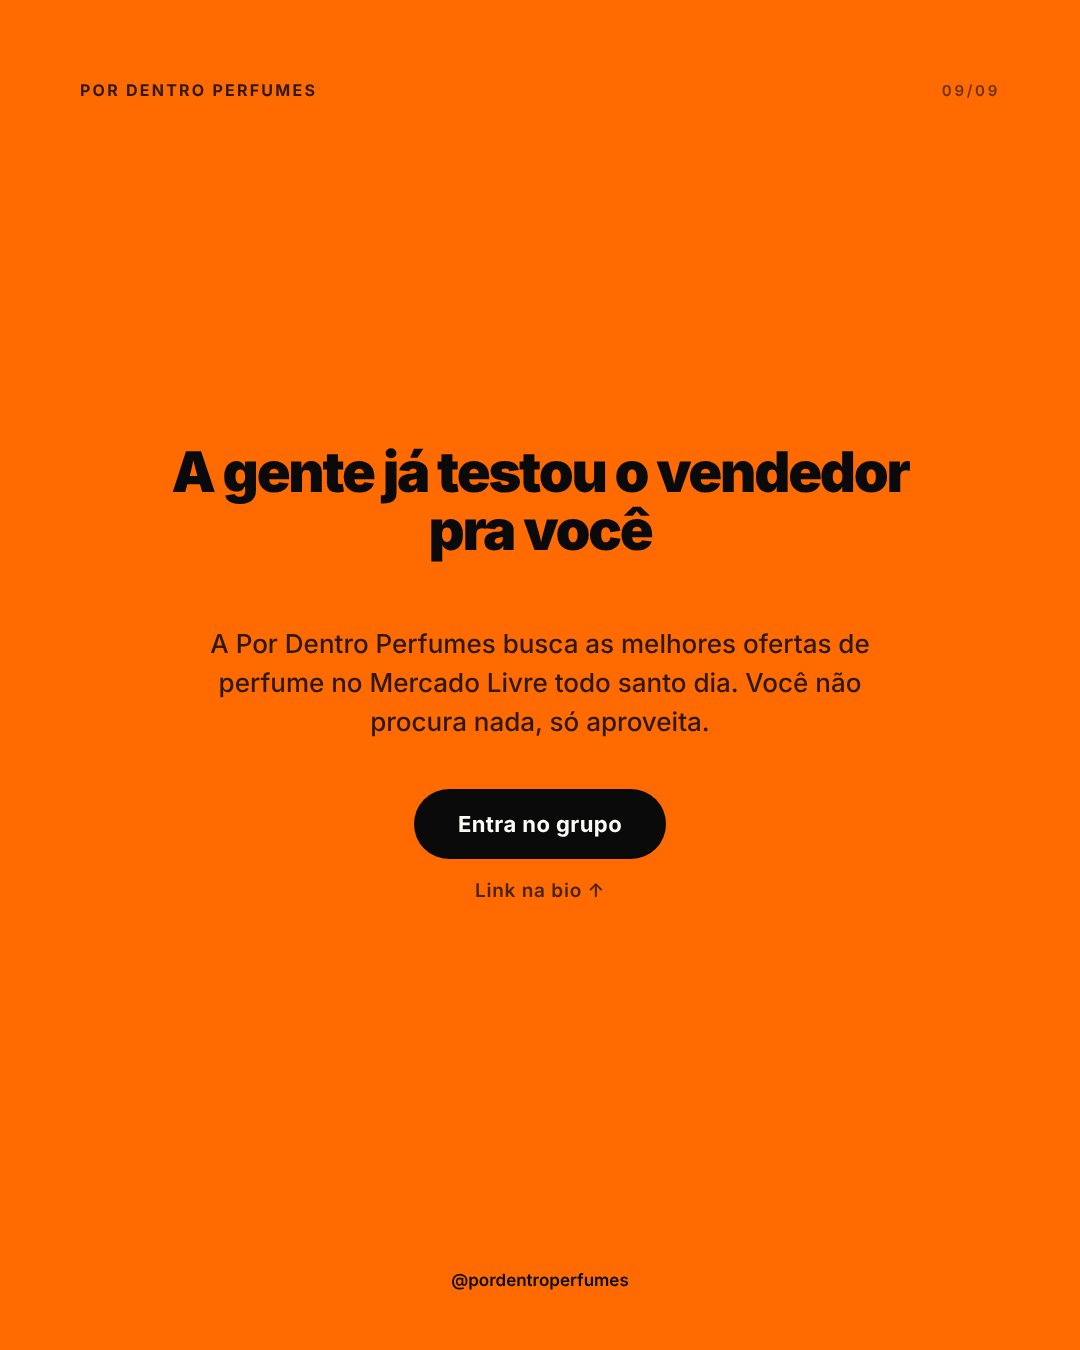 POR DENTRO PERFUMES
09/09
A gente já testou o vendedor
pra você
A Por Dentro Perfumes busca as melhores ofertas de
perfume no Mercado Livre todo santo dia. Você não
procura nada, só aproveita.
Entra no grupo
Link na bio ↑
@pordentroperfumes